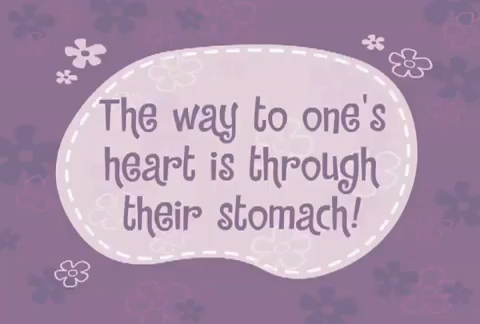 The way to one's
heart is through
their stomach!